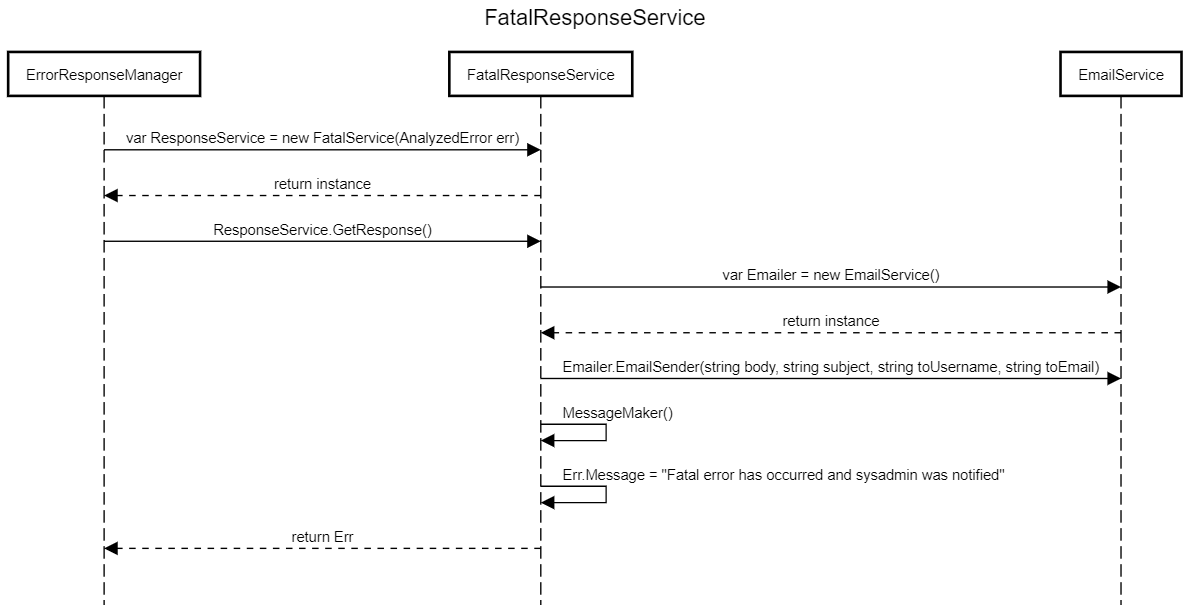 FatalResponseService
ErrorResponseManager
FatalResponseService
EmailService
var ResponseService = new FatalService(AnalyzedError err)
return instance
ResponseService.GetResponse()
var Emailer = new EmailService()
return instance
Emailer.EmailSender(string body, string subject, string toUsername, string toEmail)
MessageMaker()
Err.Message = "Fatal error has occurred and sysadmin was notified"
return Err